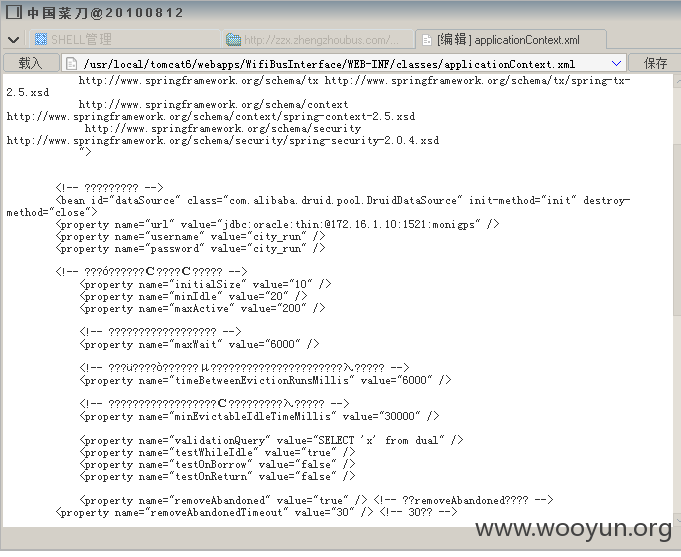 中国菜刀@20100812
SHELL管理
http://zzx.zhengzhoubus.com/...
[编辑] applicationContext.xml
载入
/usr/local/tomcat6/webapps/WifiBusInterface/WEB-INF/classes/applicationContext.xml
保存
http://www.springframework.org/schema/tx http://www.springframework.org/schema/tx/spring-tx-
2.5.xsd
http://www.springframework.org/schema/context
http://www.springframework.org/schema/context/spring-context-2.5.xsd
http://www.springframework.org/schema/security
http://www.springframework.org/schema/security/spring-security-2.0.4.xsd
">
<!-- ????????? -->
<bean id="dataSource" class="com.alibaba.druid.pool.DruidDataSource" init-method="init" destroy-
method="close">
<property name="url" value="jdbc:oracle:thin:@172.16.1.10:1521:monigps" />
<property name="username" value="city_run" />
<property name="password" value="city_run" />
<!-- ???ó??????C????C????? -->
<property name="initialSize" value="10" />
<property name="minIdle" value="20" />
<property name="maxActive" value="200" />
<!-- ?????????????????? -->
<property name="maxWait" value="6000" />
<!-- ???ü????ò??????μ??????????????????????λ????? -->
<property name="timeBetweenEvictionRunsMillis" value="6000" />
<!-- ??????????????????C?????????λ????? -->
<property name="minEvictableIdleTimeMillis" value="30000" />
<property name="validationQuery" value="SELECT 'x' from dual" />
<property name="testWhileIdle" value="true" />
<property name="testOnBorrow" value="false" />
<property name="testOnReturn" value="false" />
<property name="removeAbandoned" value="true" /> <!-- ??removeAbandoned???? -->
<property name="removeAbandonedTimeout" value="30" /> <!-- 30?? -->
www.wooyun.org